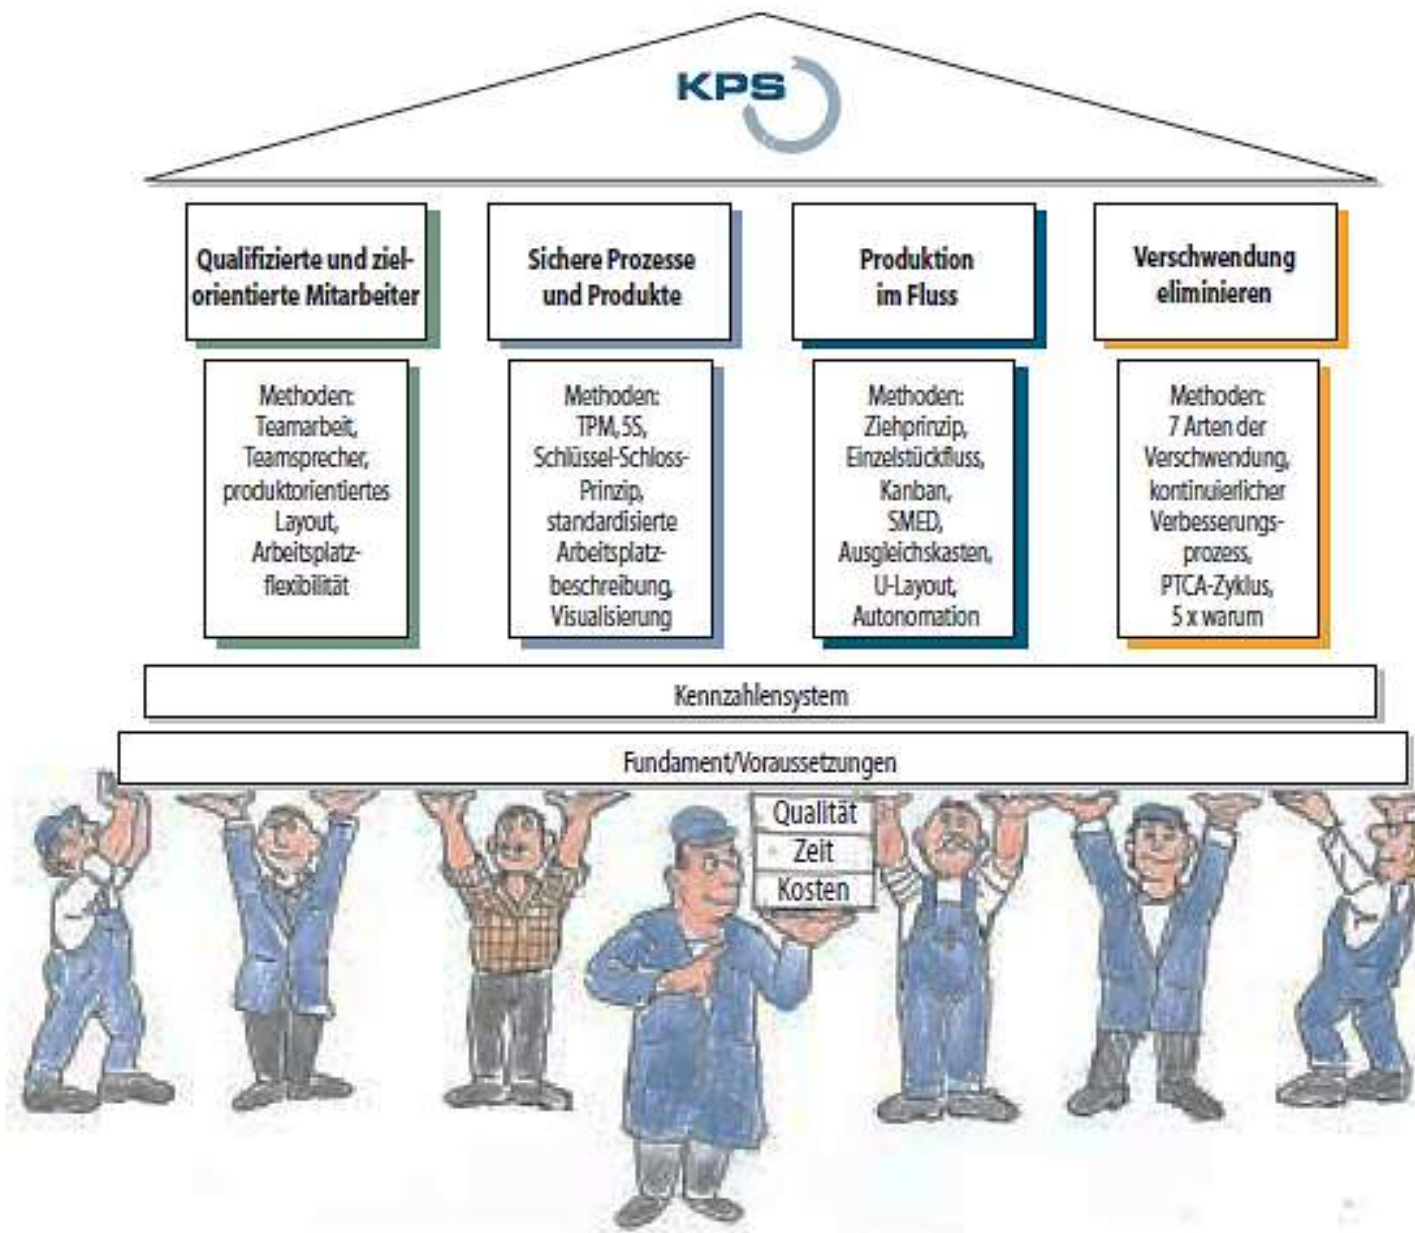 KPS
Qualifizierte und ziel-
orientierte Mitarbeiter
Methoden:
Teamarbeit,
Teamsprecher,
produktorientiertes
Layout,
Arbeitsplatz-
flexibilität
Sichere Prozesse
und Produkte
Methoden:
TPM, 5S,
Schlüssel-Schloss-
Prinzip,
standardisierte
Arbeitsplatz-
beschreibung,
Visualisierung
Produktion
im Fluss
Methoden:
Ziehprinzip,
Einzelstückfluss,
Kanban,
SMED,
Ausgleichskasten,
U-Layout,
Autonomation
Verschwendung
eliminieren
Methoden:
7 Arten der
Verschwendung,
kontinuierlicher
Verbesserungs-
prozess,
PTCA-Zyklus,
5 x warum
Kennzahlensystem
Fundament/Voraussetzungen
Qualität
Zeit
Kosten